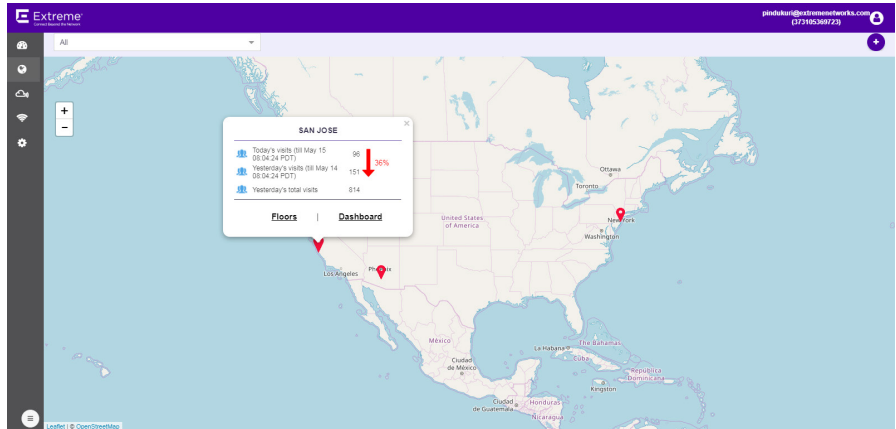 Extreme
Connect Beyond the Network
pindukuri@extremenetworks.com
(373105369723)
All
+
+
−
SAN JOSE
×
Today's visits (till May 15
08:04:24 PDT)
96
Yesterday's visits (till May 14
08:04:24 PDT)
151
36%
Yesterday's total visits
814
Floors | Dashboard
Ottawa
Toronto
United States
of America
New York
Washington
Los Angeles
Phoenix
México
Ciudad
de México
La Habana
The Bahamas
Cuba
República
Dominicana
Kingston
Ciudad
de Guatemala
Honduras
Nicaragua
Leaflet | © OpenStreetMap